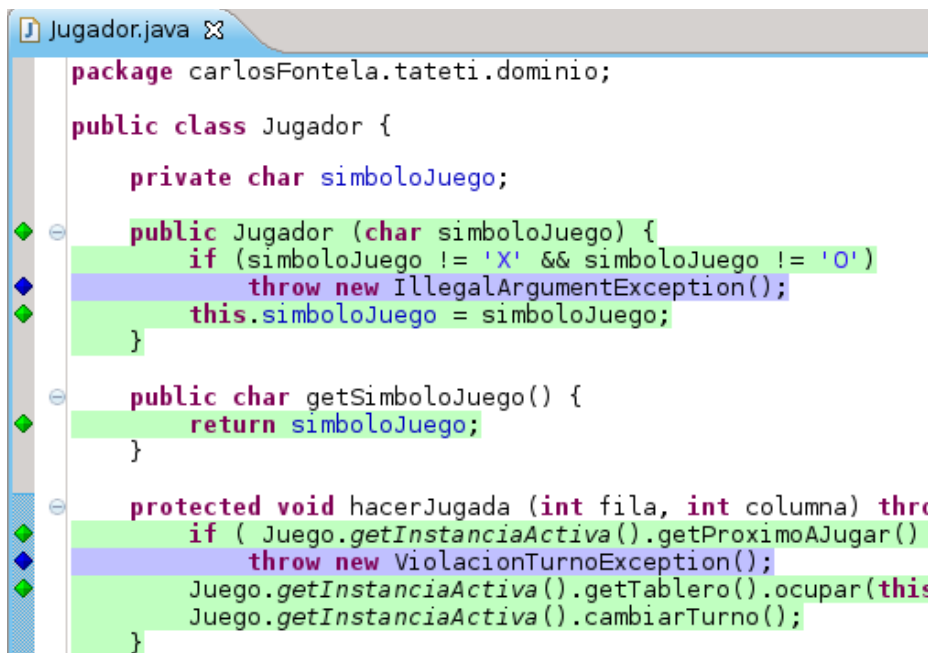 Jugador.java
package carlosFontela.tateti.dominio;
public class Jugador {
private char simboloJuego;
public Jugador (char simboloJuego) {
if (simboloJuego != 'X' && simboloJuego != 'O')
throw new IllegalArgumentException();
this.simboloJuego = simboloJuego;
}
public char getSimboloJuego() {
return simboloJuego;
}
protected void hacerJugada (int fila, int columna) thro
if ( Juego.getInstanciaActiva().getProximoAJugar()
throw new ViolacionTurnoException();
Juego.getInstanciaActiva().getTablero().ocupar(this
Juego.getInstanciaActiva().cambiarTurno();
}